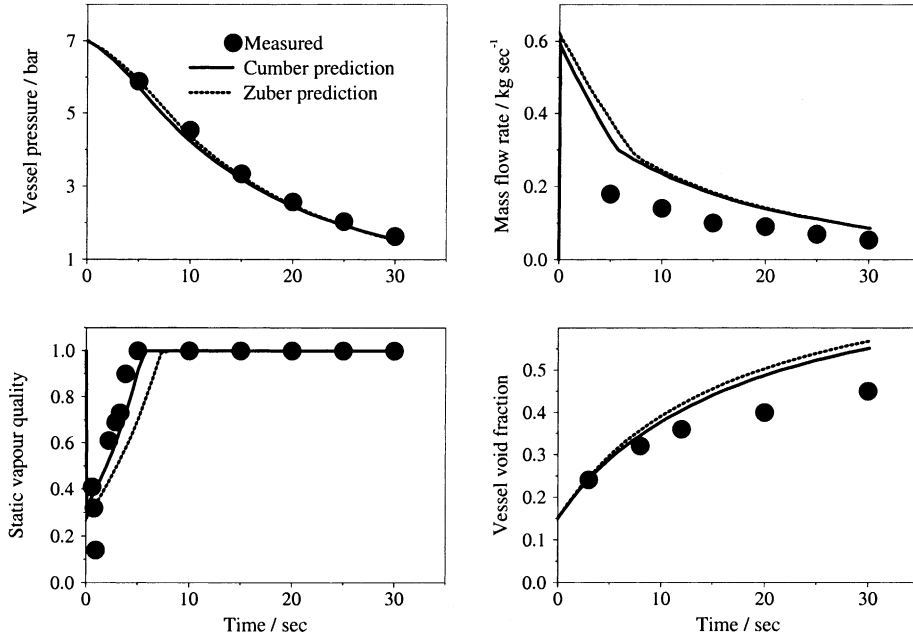 Vessel pressure / bar
7
5
3
1
0 10 20 30
Measured
Cumber prediction
Zuber prediction
Mass flow rate / kg sec⁻¹
0.6
0.4
0.2
0.0
0 10 20 30
Static vapour quality
1.0
0.8
0.6
0.4
0.2
0.0
0 10 20 30
Time / sec
Vessel void fraction
0.5
0.4
0.3
0.2
0.1
0.0
0 10 20 30
Time / sec